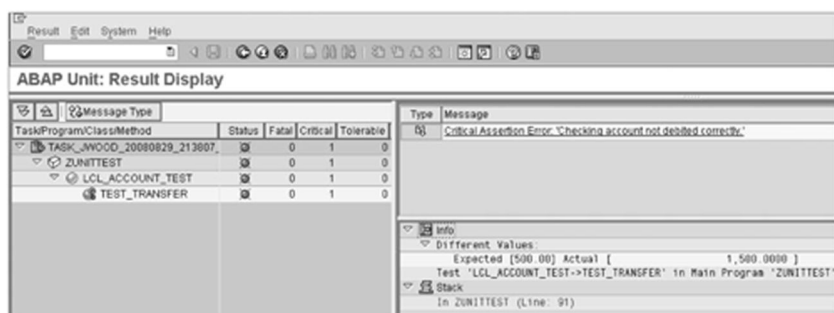 Result Edit System Help
ABAP Unit: Result Display
Message Type
Task/Program/Class/Method Status Fatal Critical Tolerable
TASK_JWOOD_20080829_213807_ 0 1 0
ZUNITTEST 0 1 0
LCL_ACCOUNT_TEST 0 1 0
TEST_TRANSFER 0 1 0
Type Message
Critical Assertion Error: 'Checking account not debited correctly.'
Info
Different Values:
Expected [500.00] Actual [ 1,500.0000 ]
Test 'LCL_ACCOUNT_TEST->TEST_TRANSFER' in Main Program 'ZUNITTEST'
Stack
In ZUNITTEST (Line: 91)